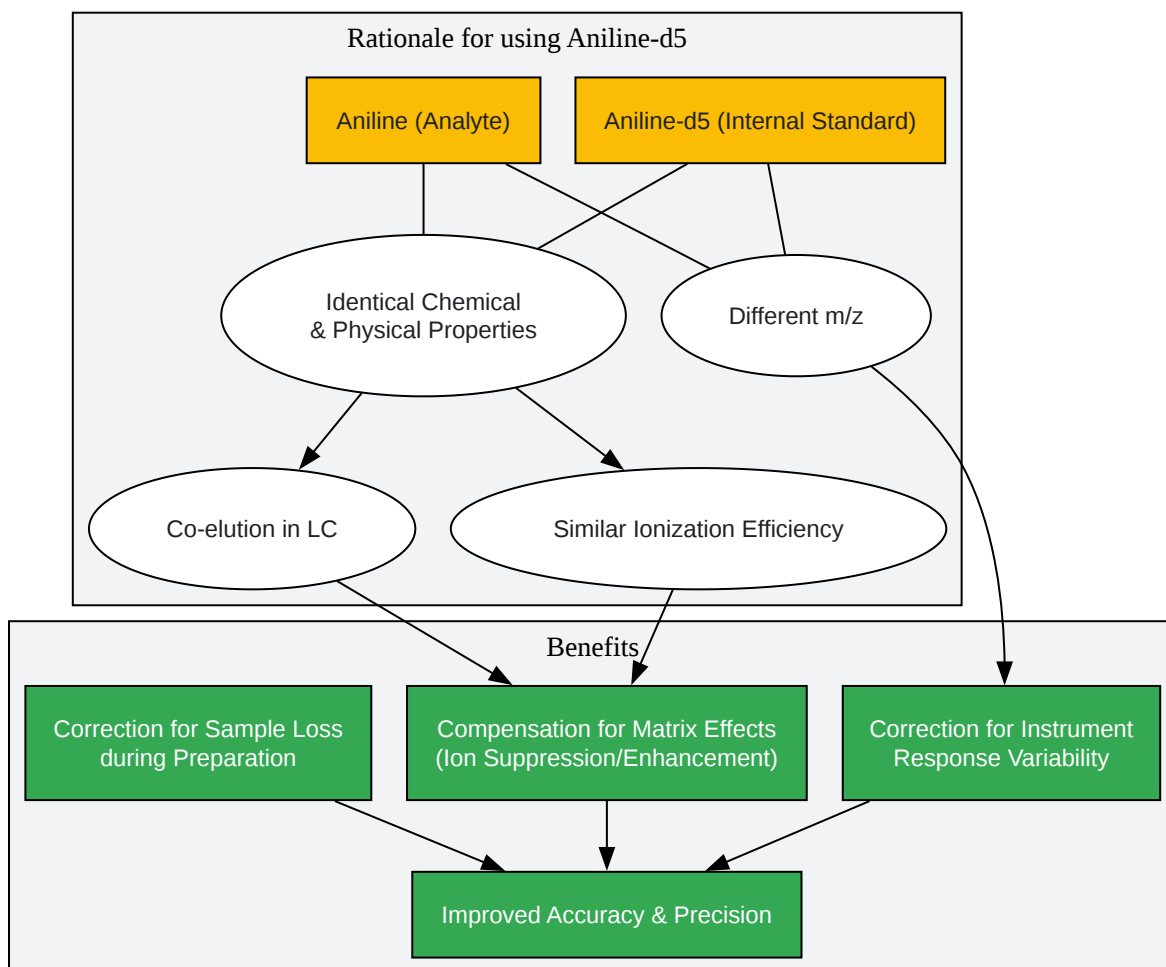 Rationale for using Aniline-d5
Aniline (Analyte)
Aniline-d5 (Internal Standard)
Identical Chemical
& Physical Properties
Different m/z
Co-elution in LC
Similar Ionization Efficiency
Benefits
Correction for Sample Loss
during Preparation
Compensation for Matrix Effects
(Ion Suppression/Enhancement)
Correction for Instrument
Response Variability
Improved Accuracy & Precision